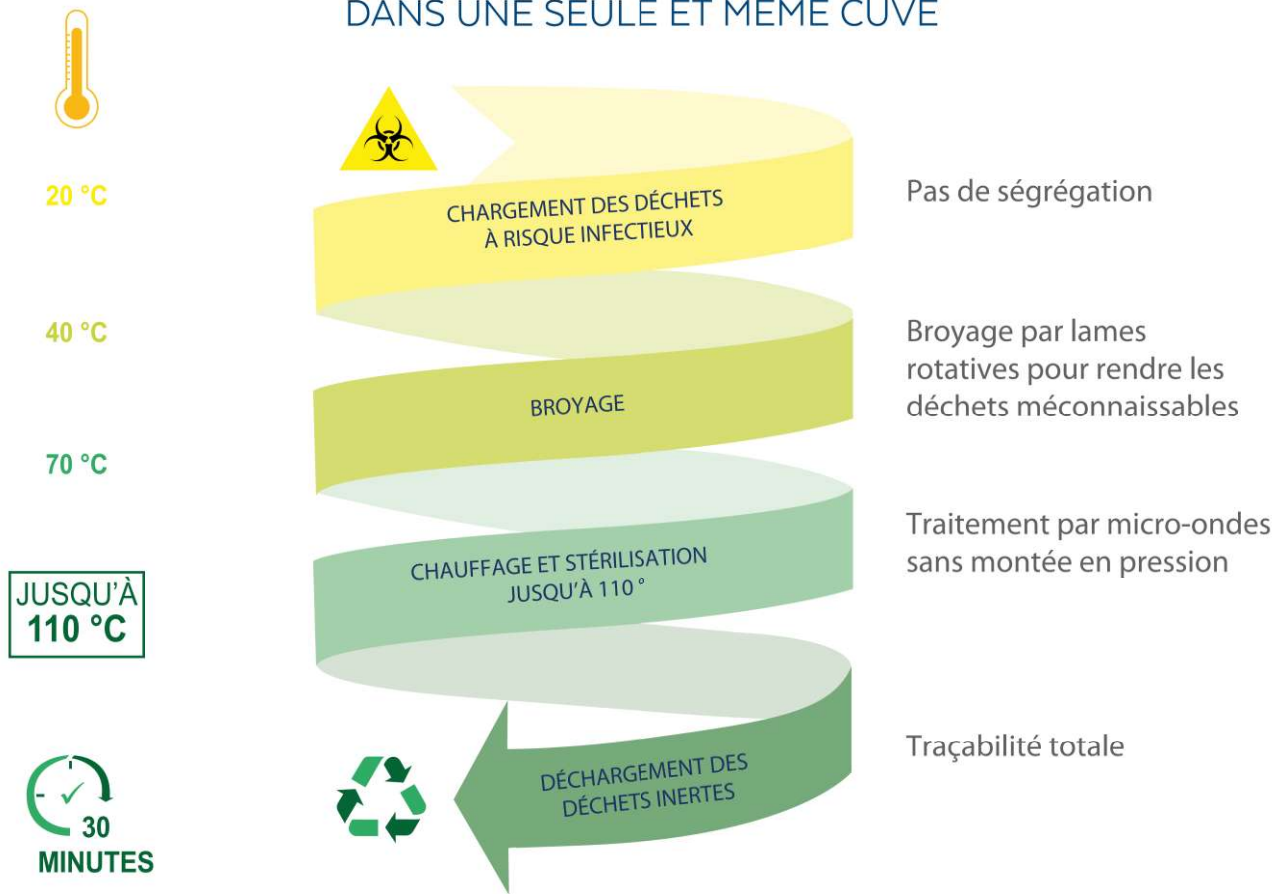 DANS UNE SEULE ET MÊME CUVE
20 °C
CHARGEMENT DES DÉCHETS
À RISQUE INFECTIEUX
Pas de ségrégation
40 °C
BROYAGE
Broyage par lames
rotatives pour rendre les
déchets méconnaissables
70 °C
CHAUFFAGE ET STÉRILISATION
JUSQU'À 110 °
Traitement par micro-ondes
sans montée en pression
JUSQU'À
110 °C
DÉCHARGEMENT DES
DÉCHETS INERTES
Traçabilité totale
30
MINUTES